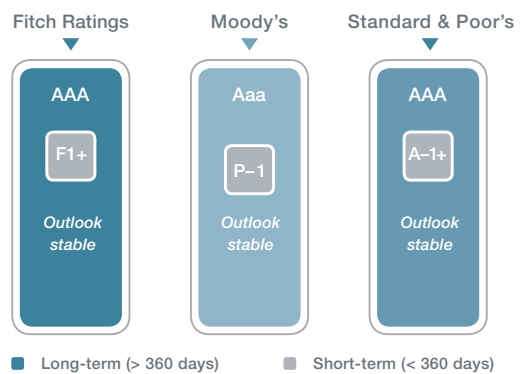 Fitch Ratings
AAA
F1+
Outlook
stable
Moody's
Aaa
P–1
Outlook
stable
Standard & Poor's
AAA
A–1+
Outlook
stable
Long-term (> 360 days)
Short-term (< 360 days)